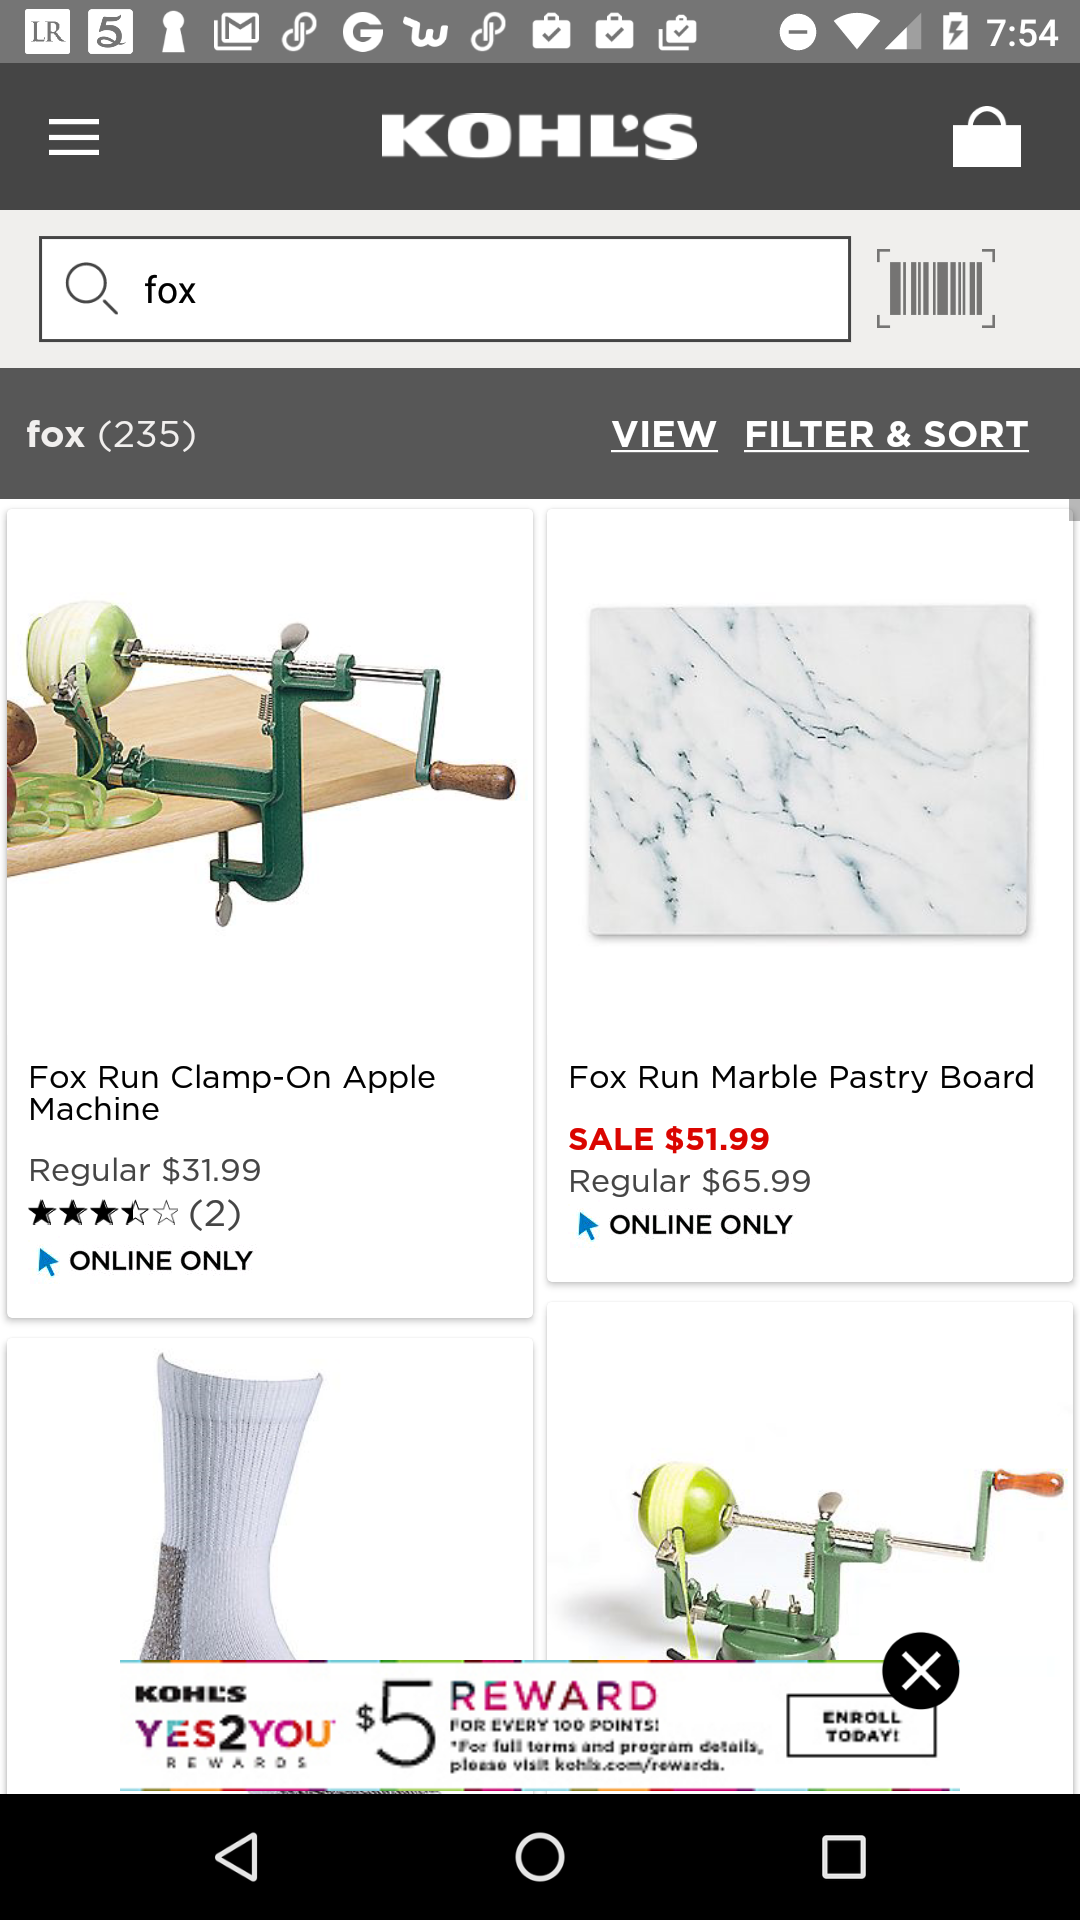 LR 5 G 7:54
KOHL'S
fox
fox (235) VIEW FILTER & SORT
Fox Run Clamp-On Apple
Machine
Regular $31.99
(2)
ONLINE ONLY
Fox Run Marble Pastry Board
SALE $51.99
Regular $65.99
ONLINE ONLY
KOHL'S
YES2YOU
REWARDS
$5 REWARD
FOR EVERY 100 POINTS!
*For full terms and program details,
please visit kohls.com/rewards.
ENROLL
TODAY!